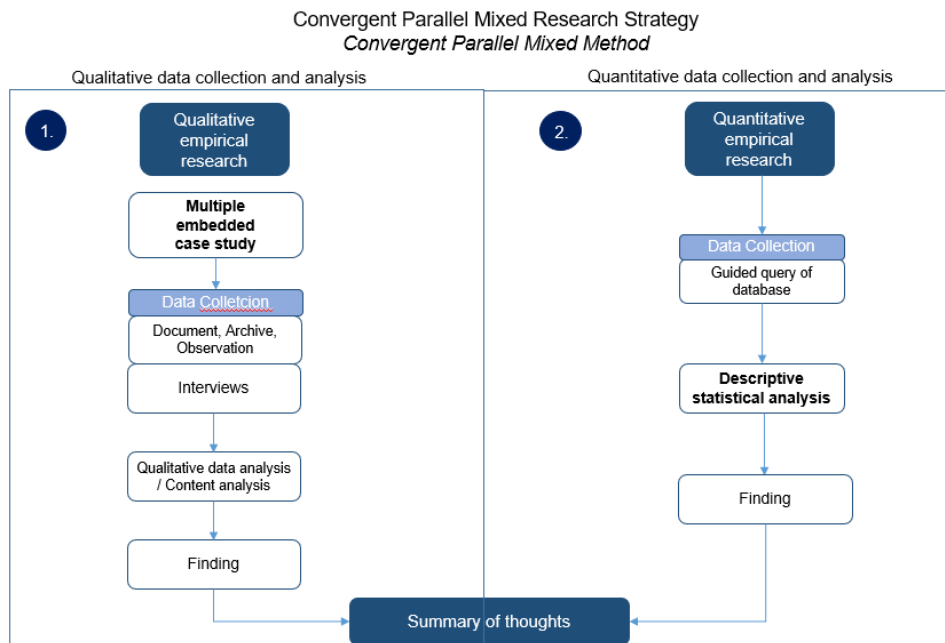 Convergent Parallel Mixed Research Strategy
Convergent Parallel Mixed Method
Qualitative data collection and analysis
Quantitative data collection and analysis
1.
Qualitative
empirical
research
Multiple
embedded
case study
Data Colletcion
Document, Archive,
Observation
Interviews
Qualitative data analysis
/ Content analysis
Finding
2.
Quantitative
empirical
research
Data Collection
Guided query of
database
Descriptive
statistical analysis
Finding
Summary of thoughts